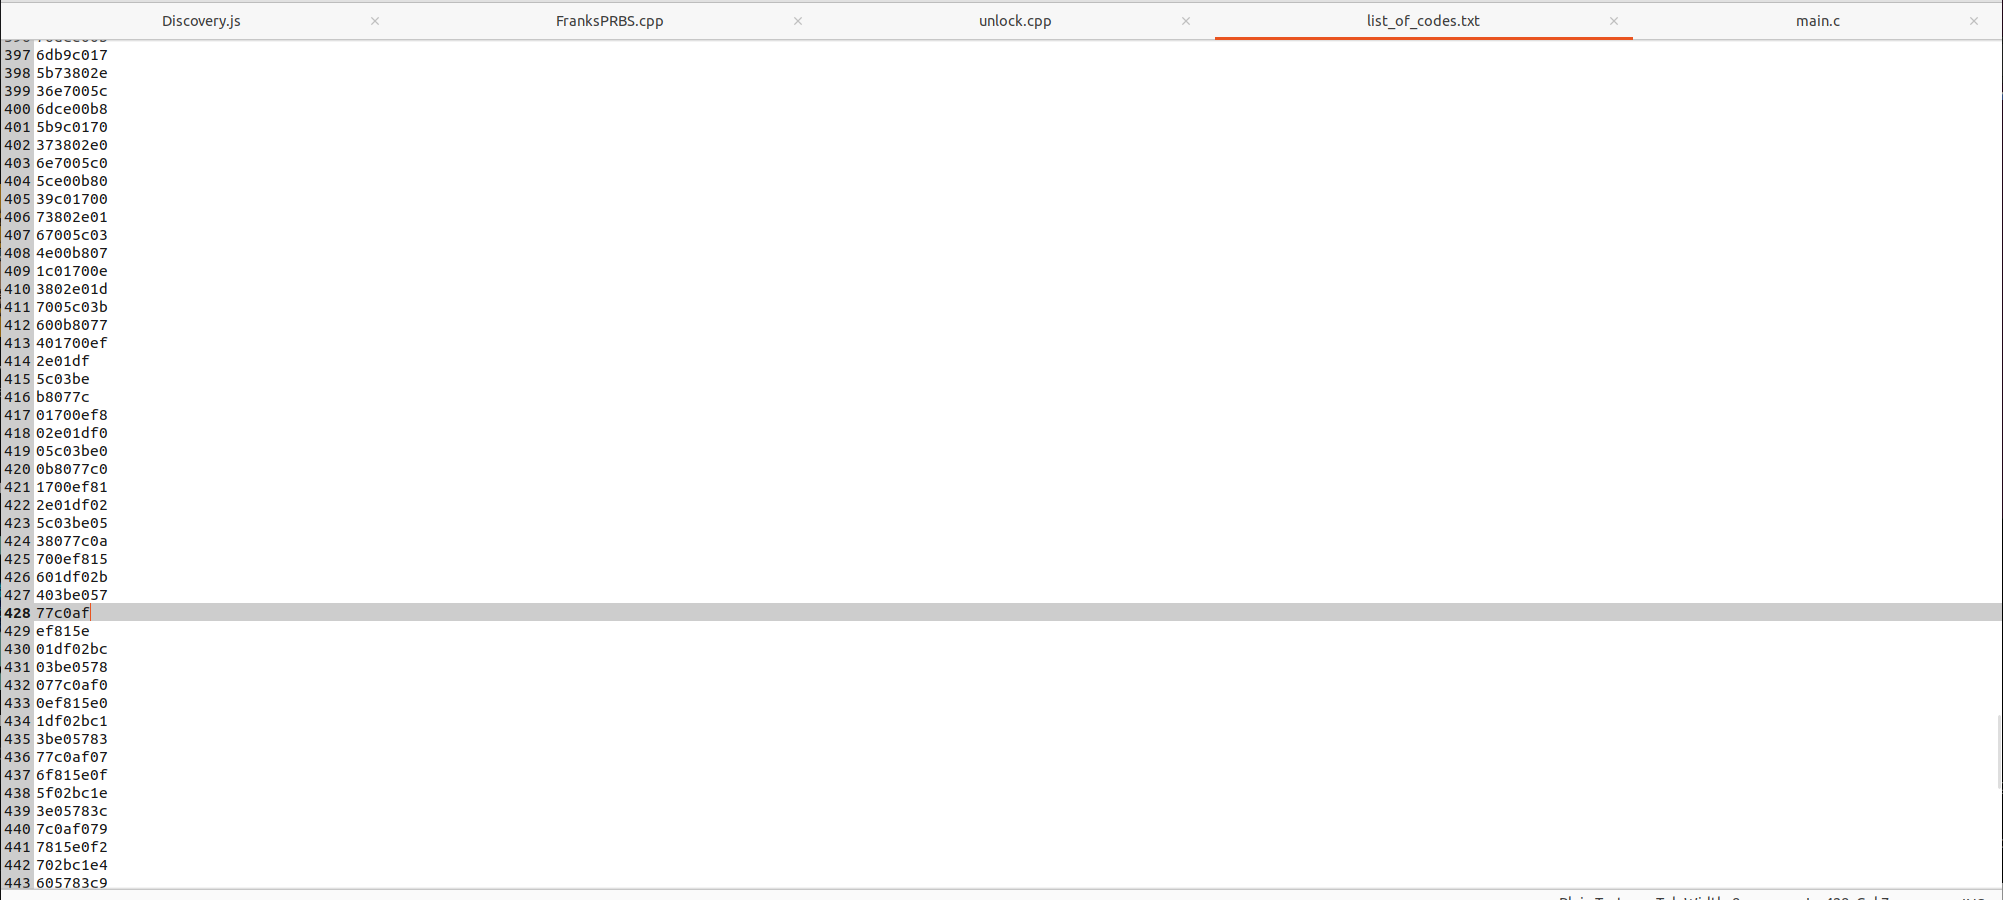 Discovery.js × FranksPRBS.cpp × unlock.cpp × list_of_codes.txt × main.c ×
397 6db9c017
398 5b73802e
399 36e7005c
400 6dce00b8
401 5b9c0170
402 373802e0
403 6e7005c0
404 5ce00b80
405 39c01700
406 73802e01
407 67005c03
408 4e00b807
409 1c01700e
410 3802e01d
411 7005c03b
412 600b8077
413 401700ef
414 2e01df
415 5c03be
416 b8077c
417 01700ef8
418 02e01df0
419 05c03be0
420 0b8077c0
421 1700ef81
422 2e01df02
423 5c03be05
424 38077c0a
425 700ef815
426 601df02b
427 403be057
428 77c0af
429 ef815e
430 01df02bc
431 03be0578
432 077c0af0
433 0ef815e0
434 1df02bc1
435 3be05783
436 77c0af07
437 6f815e0f
438 5f02bc1e
439 3e05783c
440 7c0af079
441 7815e0f2
442 702bc1e4
443 605783c9